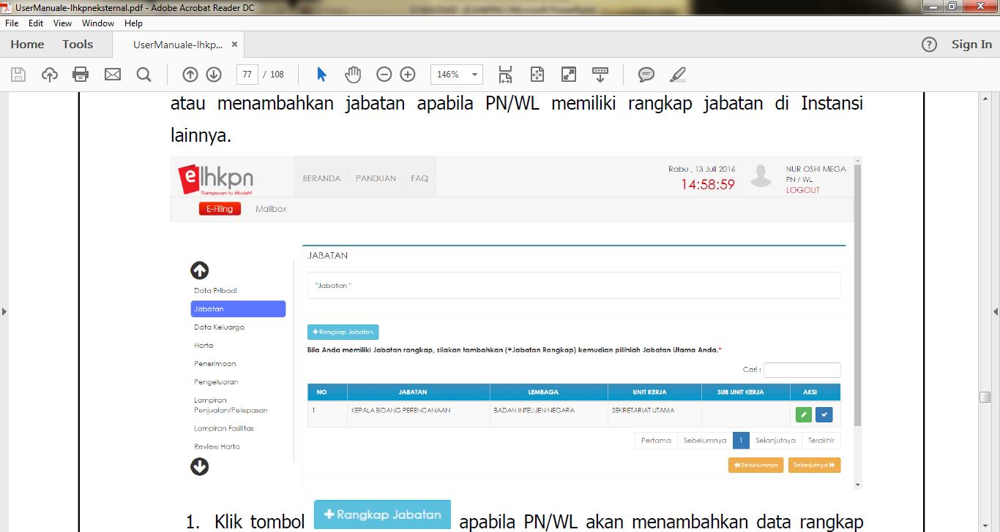 UserManuale-lhkpneksternal.pdf - Adobe Acrobat Reader DC
File Edit View Window Help
Home Tools UserManuale-lhkp... × ? Sign In
77 / 108 146%
atau menambahkan jabatan apabila PN/WL memiliki rangkap jabatan di Instansi
lainnya.
elhkpn
Transparan itu Mudah!
BERANDA PANDUAN FAQ
Rabu , 13 Juli 2016
14:58:59
NUR OSHI MEGA
PN / WL
LOGOUT
E-Filing Mailbox
JABATAN
"Jabatan "
Data Pribadi
Jabatan
Data Keluarga
Harta
Penerimaan
Pengeluaran
Lampiran
Penjualan/Pelepasan
Lampiran Fasilitas
Review Harta
+ Rangkap Jabatan
Bila Anda memiliki Jabatan rangkap, silakan tambahkan (+Jabatan Rangkap) kemudian pilihlah Jabatan Utama Anda.*
Cari :
NO JABATAN LEMBAGA UNIT KERJA SUB UNIT KERJA AKSI
1 KEPALA BIDANG PERENCANAAN BADAN INTELIJEN NEGARA SEKRETARIAT UTAMA
Pertama Sebelumnya 1 Selanjutnya Terakhir
Sebelumnya Selanjutnya
1. Klik tombol + Rangkap Jabatan apabila PN/WL akan menambahkan data rangkap